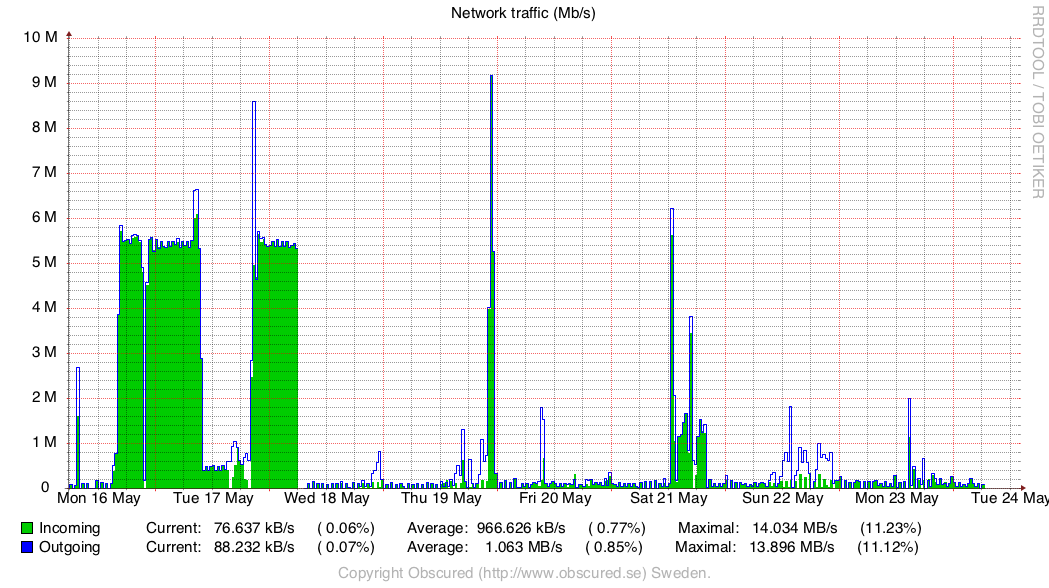 Network traffic (Mb/s)
RRDTOOL / TOBI OETIKER
10 M
9 M
8 M
7 M
6 M
5 M
4 M
3 M
2 M
1 M
0
Mon 16 May Tue 17 May Wed 18 May Thu 19 May Fri 20 May Sat 21 May Sun 22 May Mon 23 May Tue 24 May
Incoming Current: 76.637 kB/s ( 0.06%) Average: 966.626 kB/s ( 0.77%) Maximal: 14.034 MB/s (11.23%)
Outgoing Current: 88.232 kB/s ( 0.07%) Average: 1.063 MB/s ( 0.85%) Maximal: 13.896 MB/s (11.12%)
Copyright Obscured (http://www.obscured.se) Sweden.